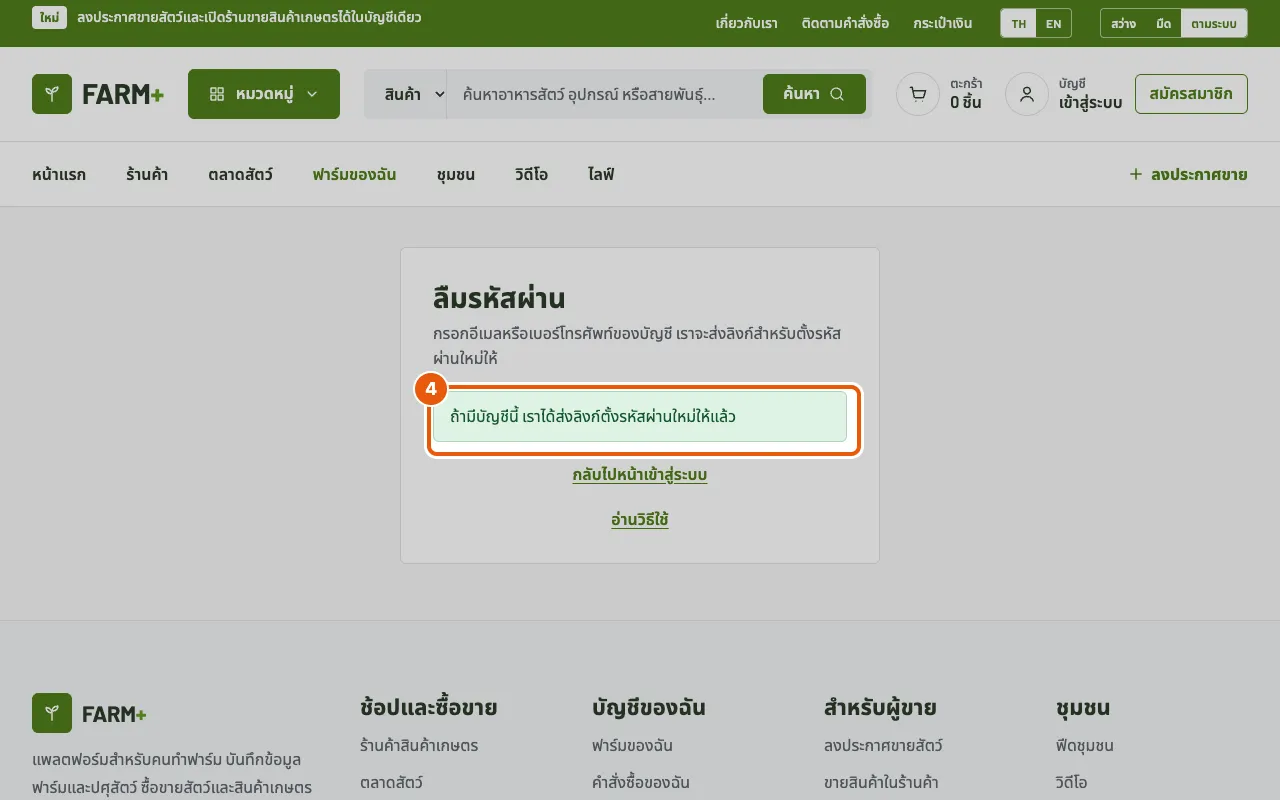 ใหม่ ลงประกาศขายสัตว์และเปิดร้านขายสินค้าเกษตรได้ในบัญชีเดียว เกี่ยวกับเรา ติดตามคำสั่งซื้อ กระเป๋าเงิน TH EN สว่าง มืด ตามระบบ
FARM+ หมวดหมู่ สินค้า ค้นหาอาหารสัตว์ อุปกรณ์ หรือสายพันธุ์... ค้นหา ตะกร้า 0 ชิ้น บัญชี เข้าสู่ระบบ สมัครสมาชิก
หน้าแรก ร้านค้า ตลาดสัตว์ ฟาร์มของฉัน ชุมชน วิดีโอ ไลฟ์ + ลงประกาศขาย
ลืมรหัสผ่าน
กรอกอีเมลหรือเบอร์โทรศัพท์ของบัญชี เราจะส่งลิงก์สำหรับตั้งรหัส
ผ่านใหม่ให้
4
ถ้ามีบัญชีนี้ เราได้ส่งลิงก์ตั้งรหัสผ่านใหม่ให้แล้ว
กลับไปหน้าเข้าสู่ระบบ
อ่านวิธีใช้
FARM+
แพลตฟอร์มสำหรับคนทำฟาร์ม บันทึกข้อมูล
ฟาร์มและปศุสัตว์ ซื้อขายสัตว์และสินค้าเกษตร
ช้อปและซื้อขาย
ร้านค้าสินค้าเกษตร
ตลาดสัตว์
บัญชีของฉัน
ฟาร์มของฉัน
คำสั่งซื้อของฉัน
สำหรับผู้ขาย
ลงประกาศขายสัตว์
ขายสินค้าในร้านค้า
ชุมชน
ฟีดชุมชน
วิดีโอ